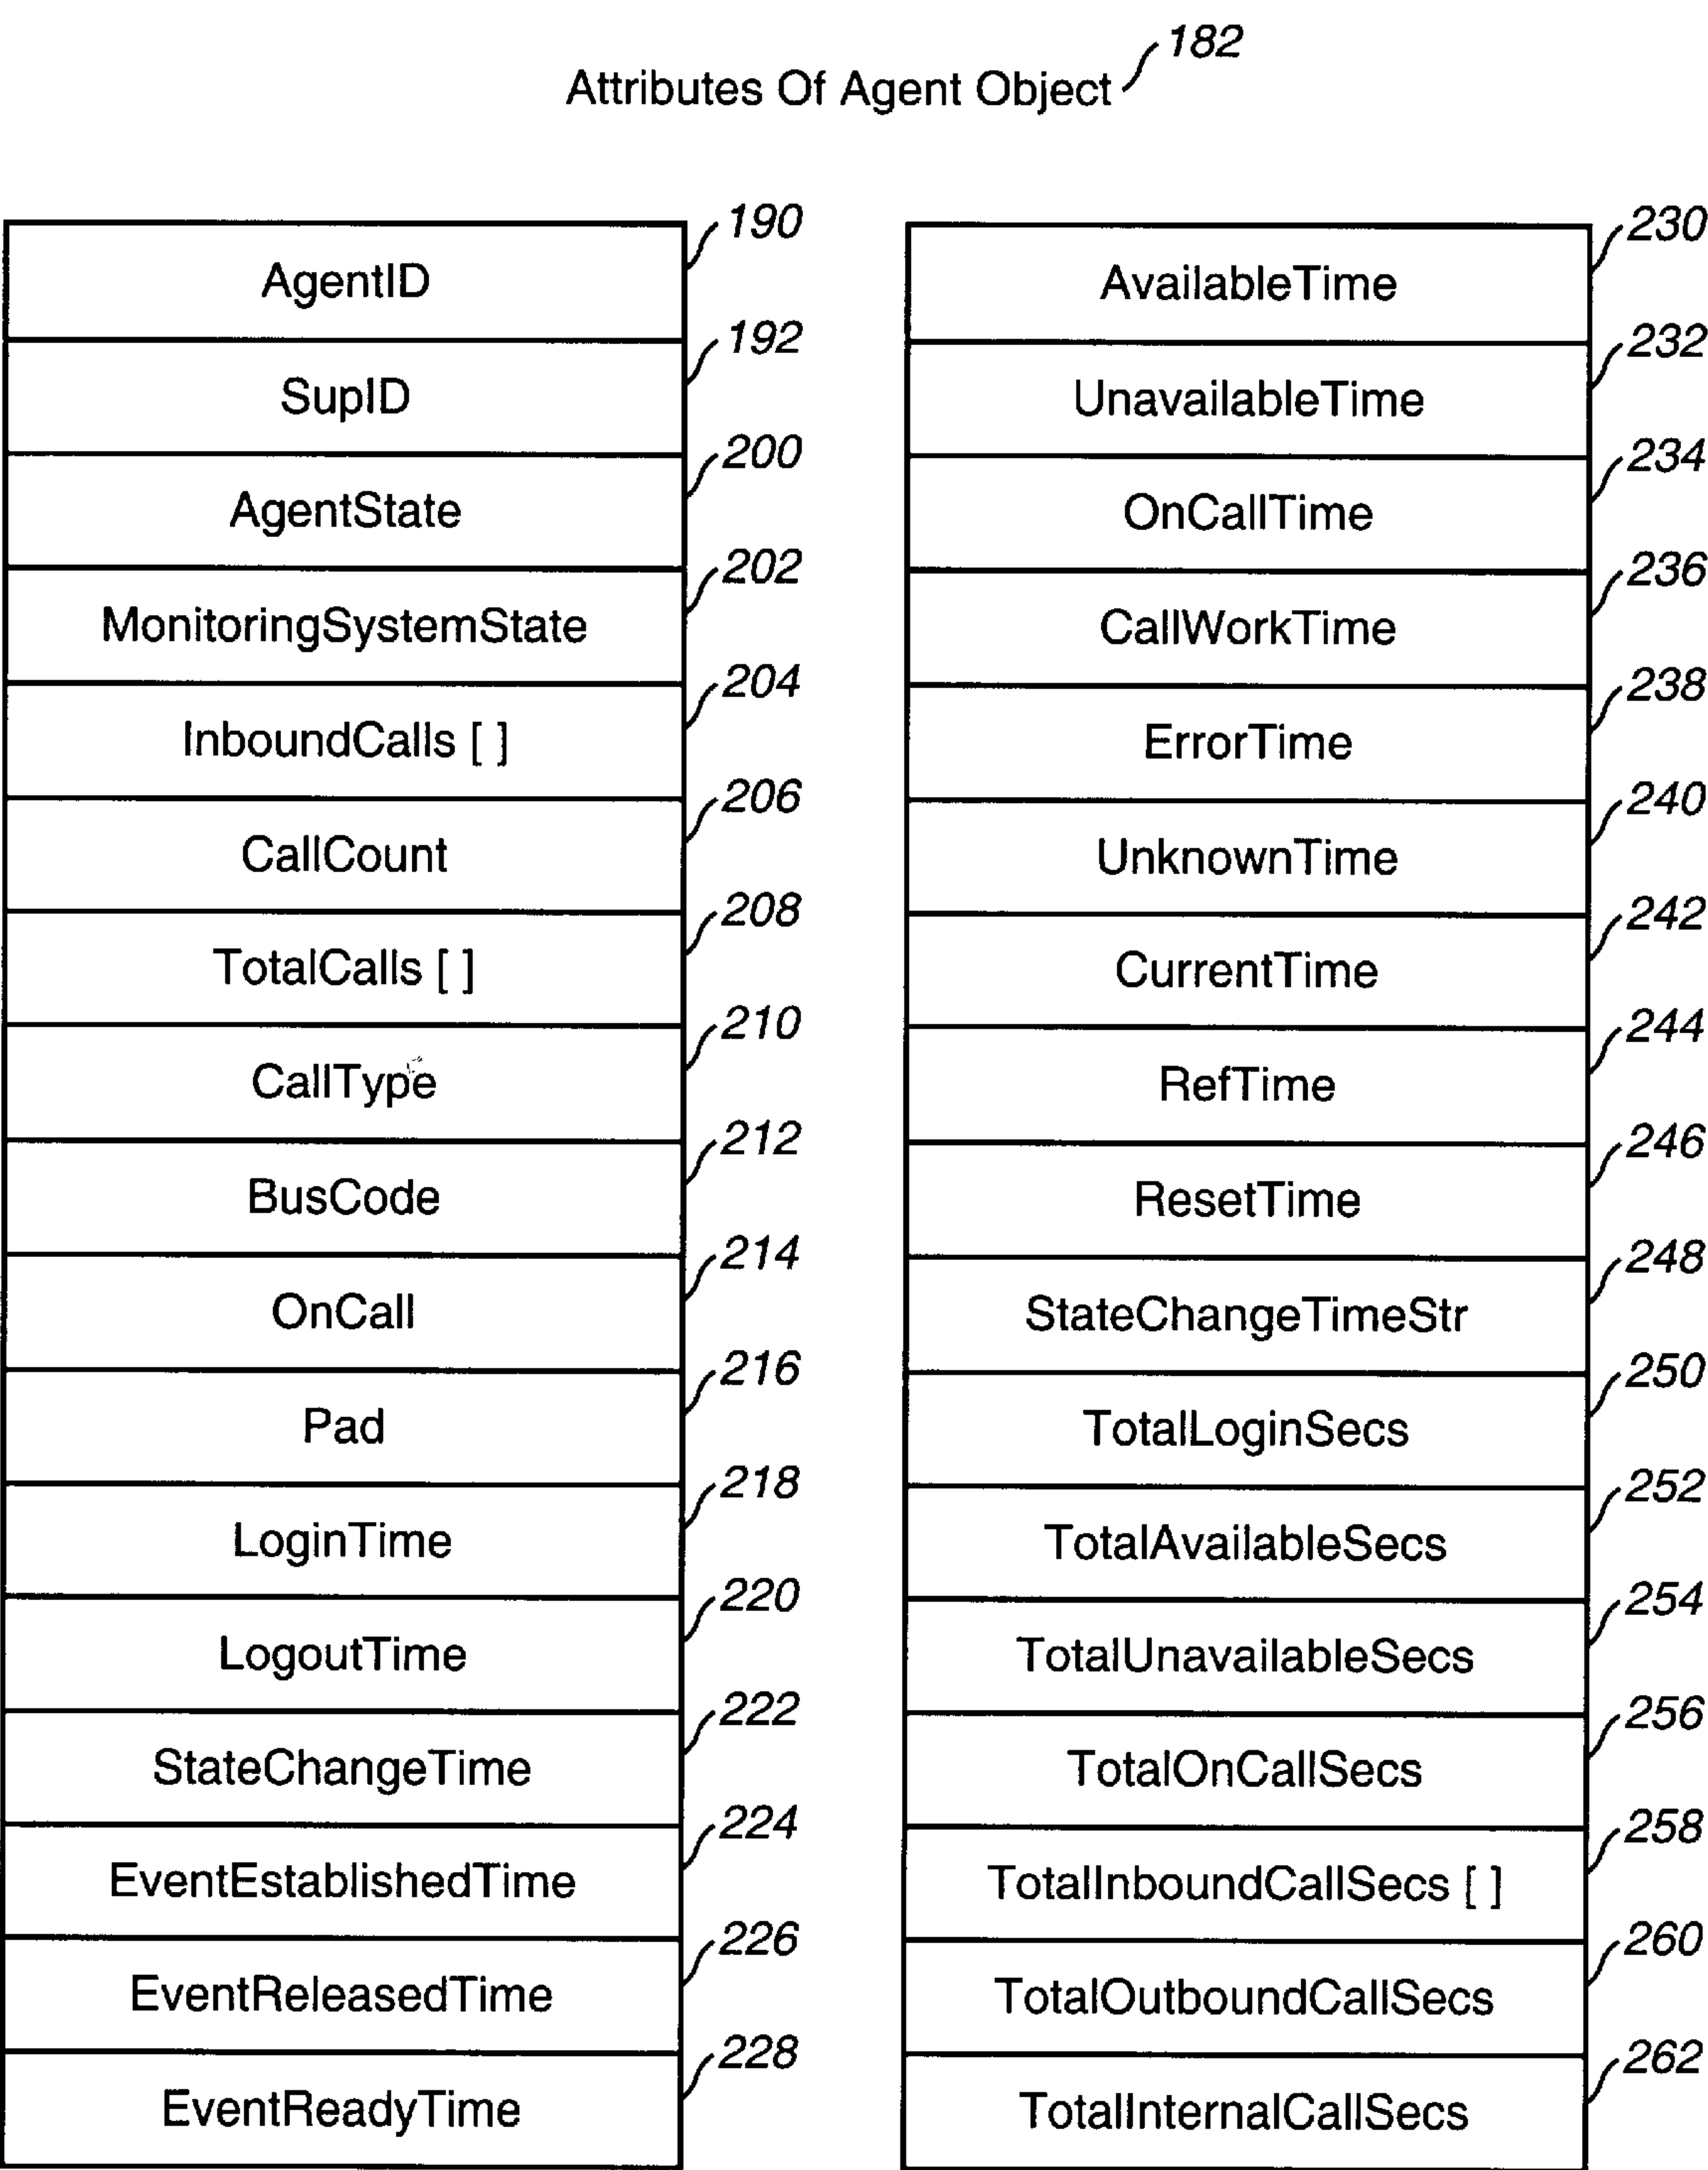 Attributes Of Agent Object 182
190
AgentID
192
SupID
200
AgentState
202
MonitoringSystemState
204
InboundCalls [ ]
206
CallCount
208
TotalCalls [ ]
210
CallType
212
BusCode
214
OnCall
216
Pad
218
LoginTime
220
LogoutTime
222
StateChangeTime
224
EventEstablishedTime
226
EventReleasedTime
228
EventReadyTime
230
AvailableTime
232
UnavailableTime
234
OnCallTime
236
CallWorkTime
238
ErrorTime
240
UnknownTime
242
CurrentTime
244
RefTime
246
ResetTime
248
StateChangeTimeStr
250
TotalLoginSecs
252
TotalAvailableSecs
254
TotalUnavailableSecs
256
TotalOnCallSecs
258
TotalInboundCallSecs [ ]
260
TotalOutboundCallSecs
262
TotalInternalCallSecs